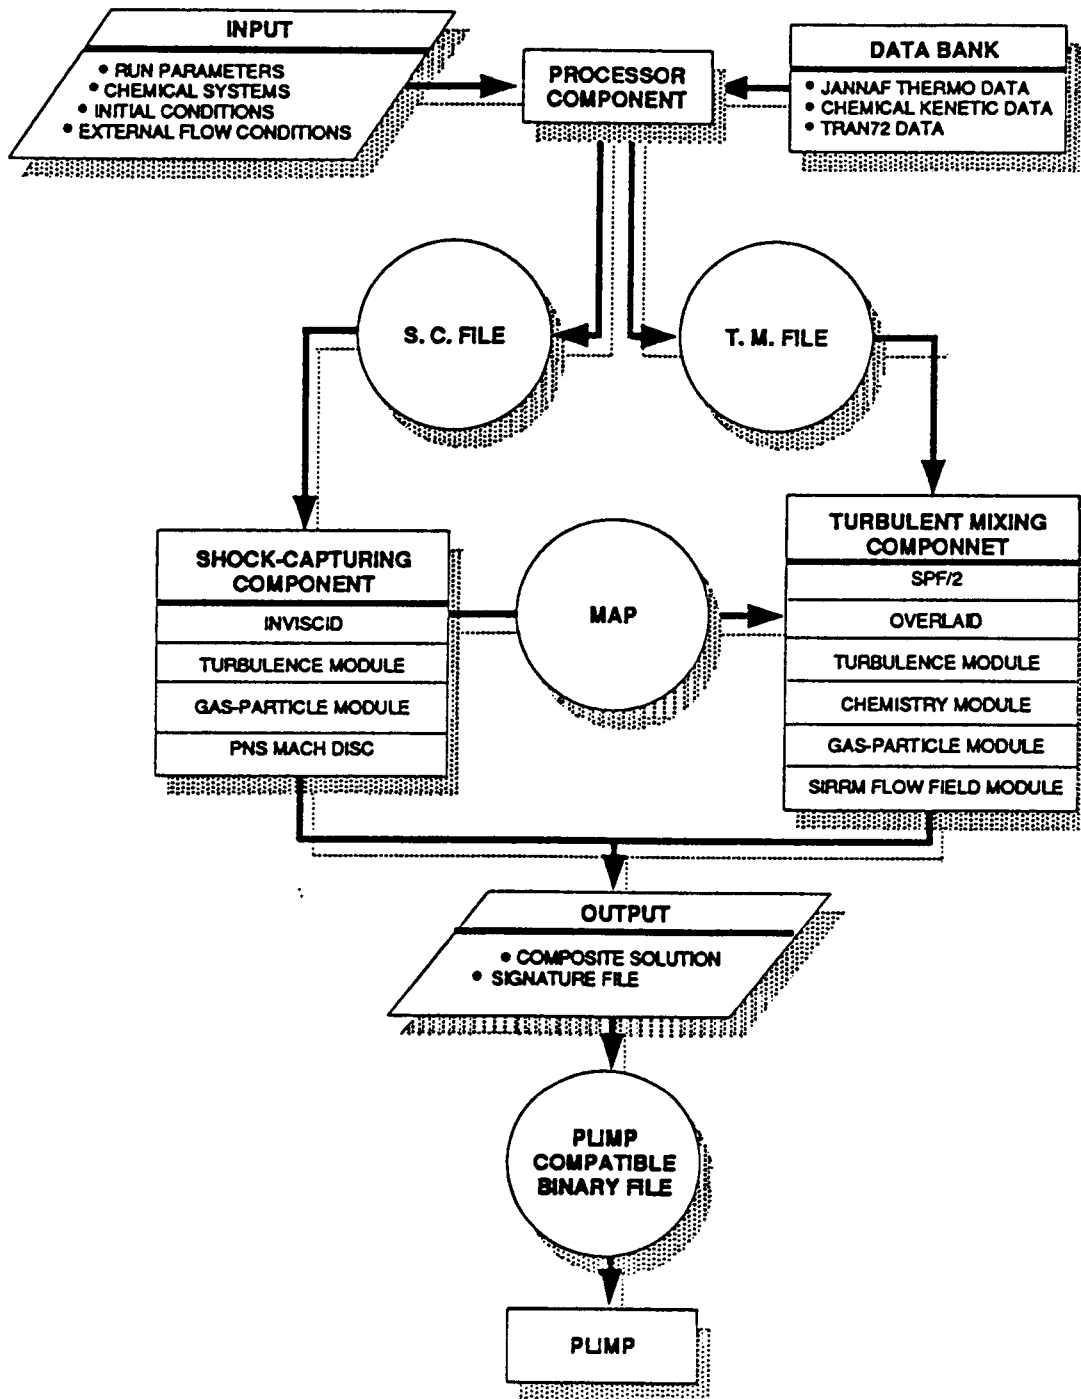 INPUT
• RUN PARAMETERS
• CHEMICAL SYSTEMS
• INITIAL CONDITIONS
• EXTERNAL FLOW CONDITIONS
PROCESSOR
COMPONENT
DATA BANK
• JANNAF THERMO DATA
• CHEMICAL KENETIC DATA
• TRAN72 DATA
S. C. FILE
T. M. FILE
SHOCK-CAPTURING
COMPONENT
INVISCID
TURBULENCE MODULE
GAS-PARTICLE MODULE
PNS MACH DISC
MAP
TURBULENT MIXING
COMPONNET
SPF/2
OVERLAID
TURBULENCE MODULE
CHEMISTRY MODULE
GAS-PARTICLE MODULE
SIRRM FLOW FIELD MODULE
OUTPUT
• COMPOSITE SOLUTION
• SIGNATURE FILE
PLIMP
COMPATIBLE
BINARY FILE
PLIMP